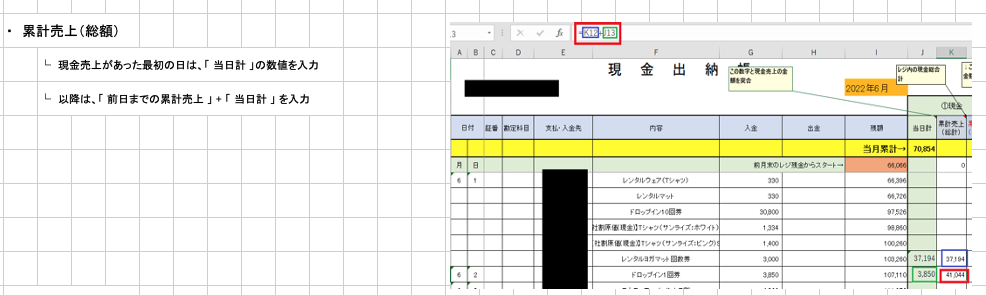 ・ 累計売上（総額）
└ 現金売上があった最初の日は、「 当日計 」の数値を入力
└ 以降は、「 前日までの累計売上 」+「 当日計 」を入力
=K12+J13
A B C D E F G H I J K
現 金 出 納 帳
この数字と現金売上の金額を突合
レジ内の現金総合計
2022年6月
①現金
日付 証番 勘定科目 支払・入金先 内容 入金 出金 残額 当日計 累計売上（総計）
当月累計→ 70,854
月 日 前月末のレジ残金からスタート→ 66,066 0
6 1 レンタルウェア（Tシャツ） 330 66,396
レンタルマット 330 66,726
ドロップイン10回券 30,800 97,526
社割原価【現金】Tシャツ（サンライズ：ホワイト） 1,334 98,860
社割原価【現金】Tシャツ（サンライズ：ピンク） 1,400 100,260
レンタルヨガマット回数券 3,000 103,260 37,194 37,194
6 2 ドロップイン1回券 3,850 107,110 3,850 41,044